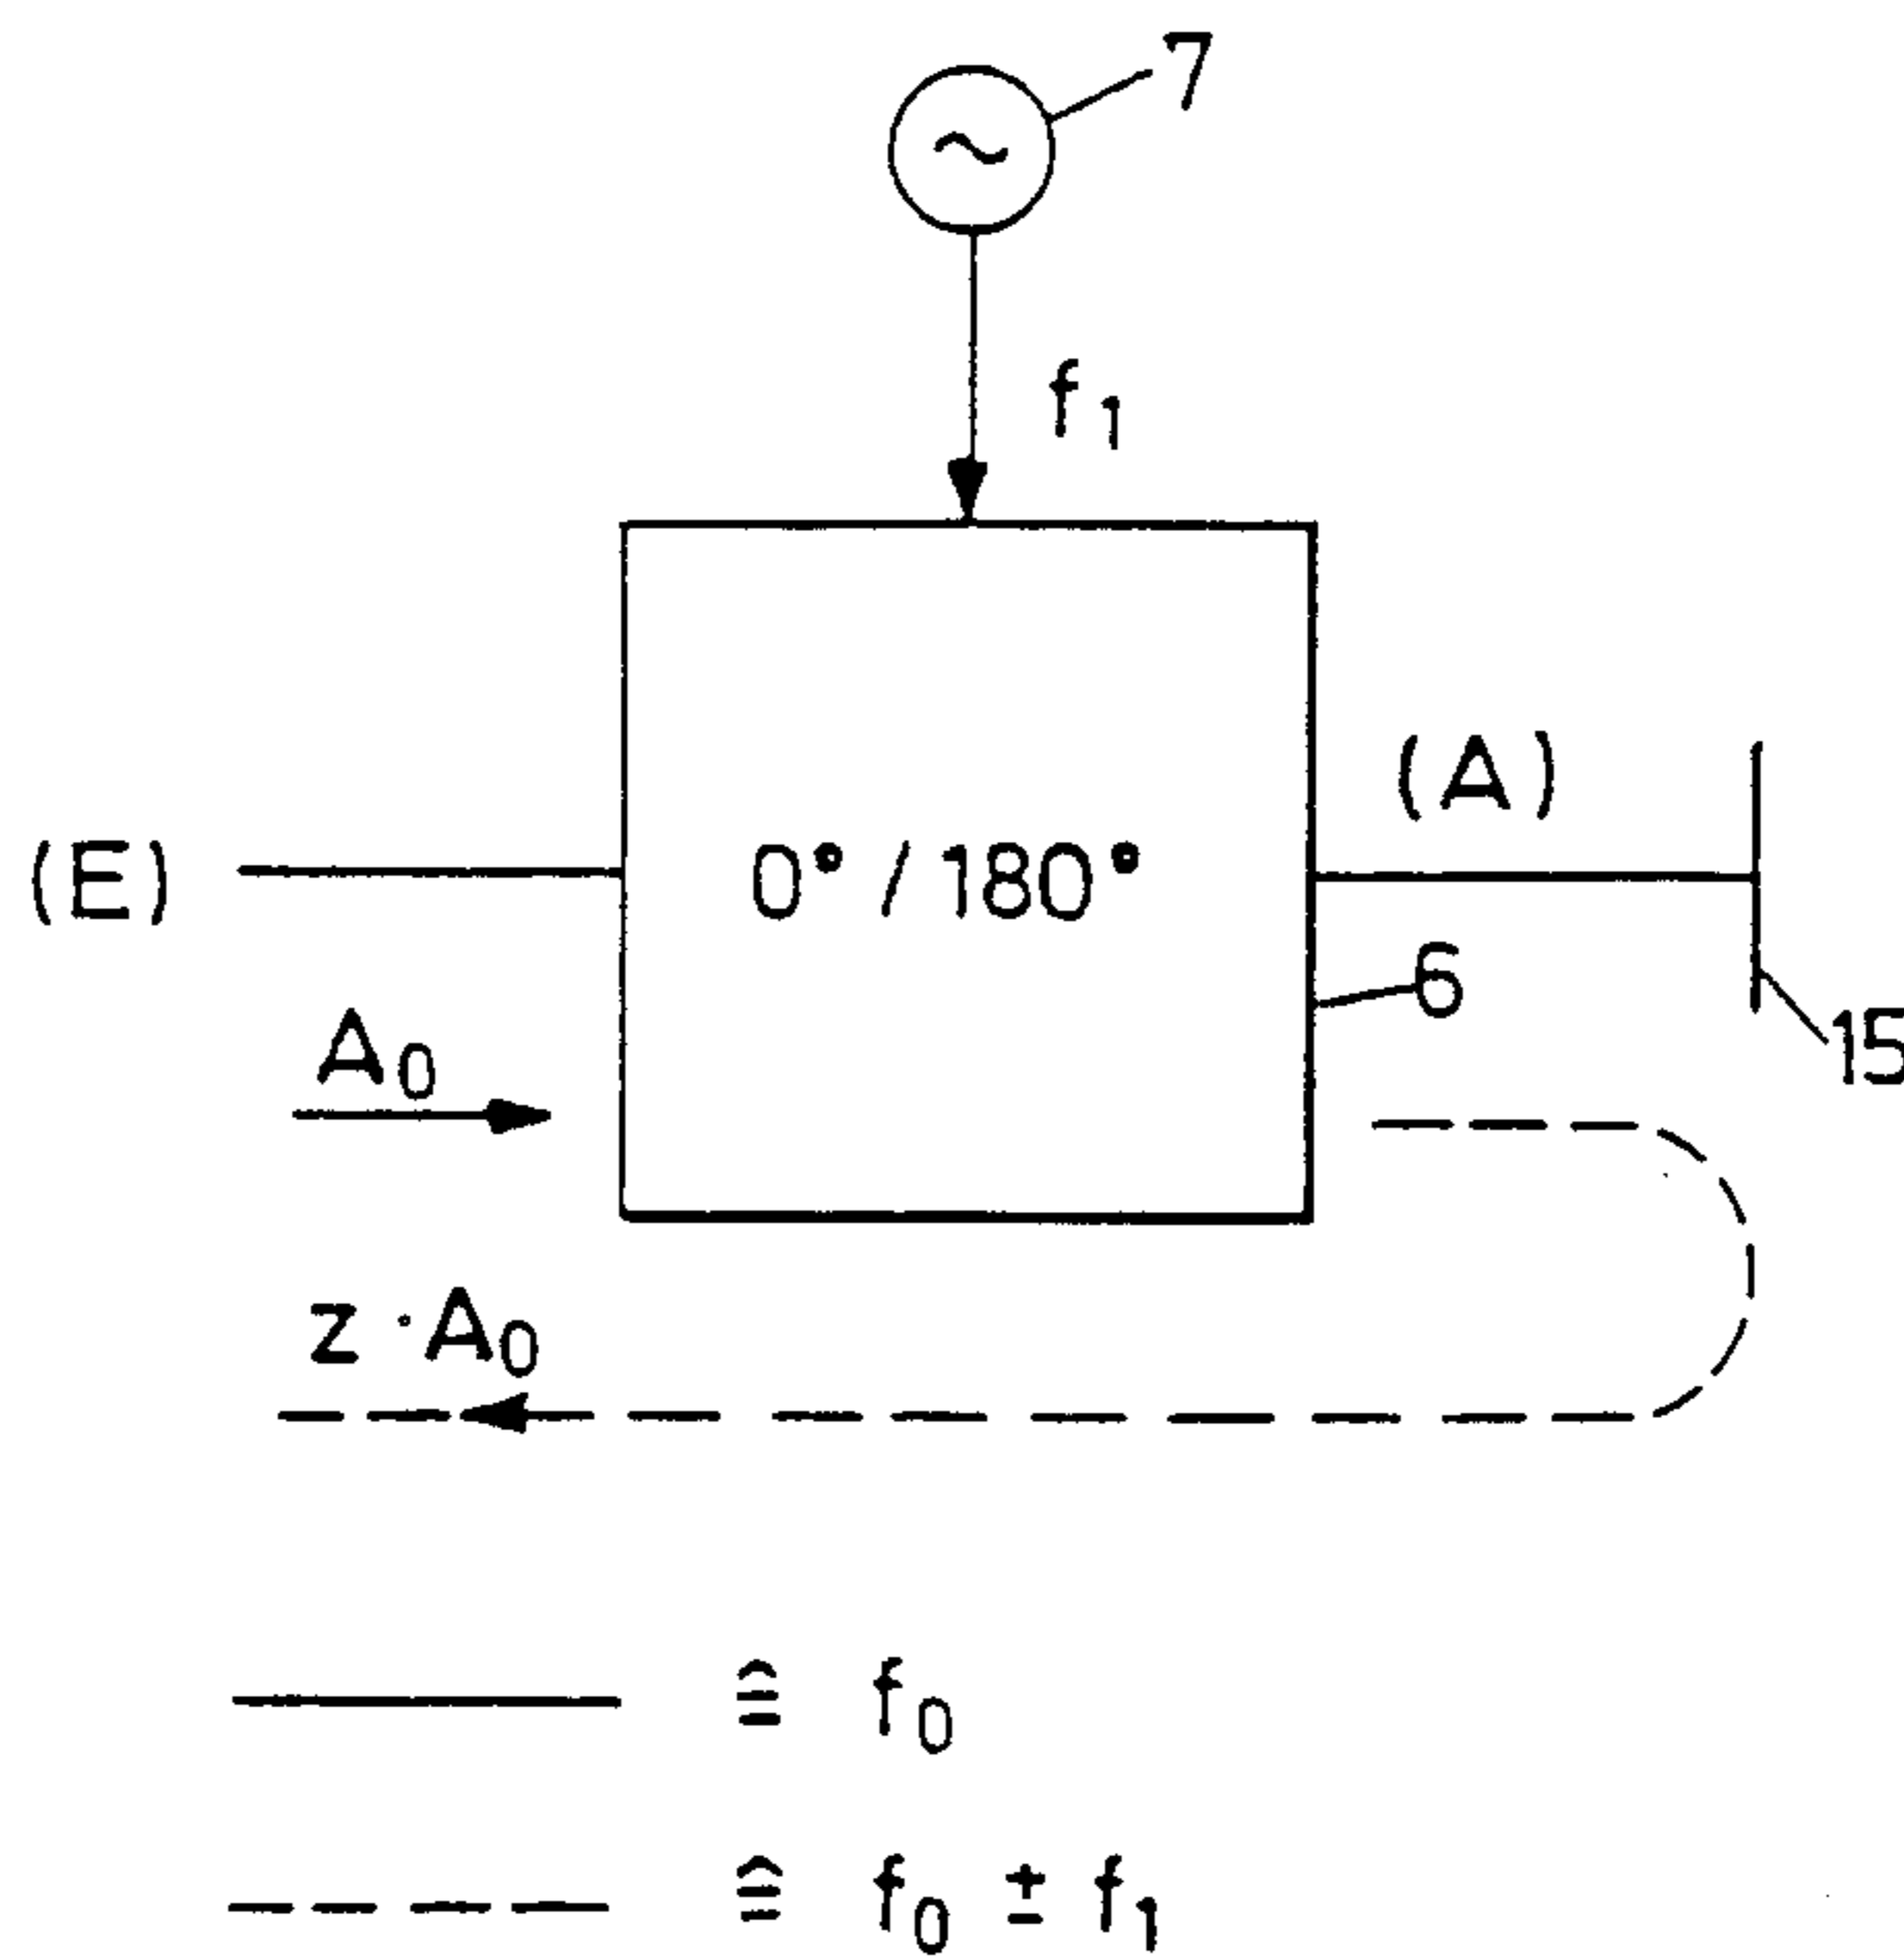 7
~
f₁
(A)
(E)
0°/180°
6
15
A₀
z·A₀
≙ f₀
≙ f₀ ± f₁